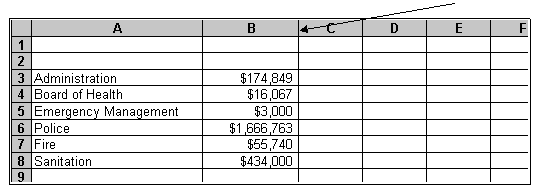 A B C D E F
1
2
3 Administration $174,849
4 Board of Health $16,067
5 Emergency Management $3,000
6 Police $1,666,763
7 Fire $55,740
8 Sanitation $434,000
9